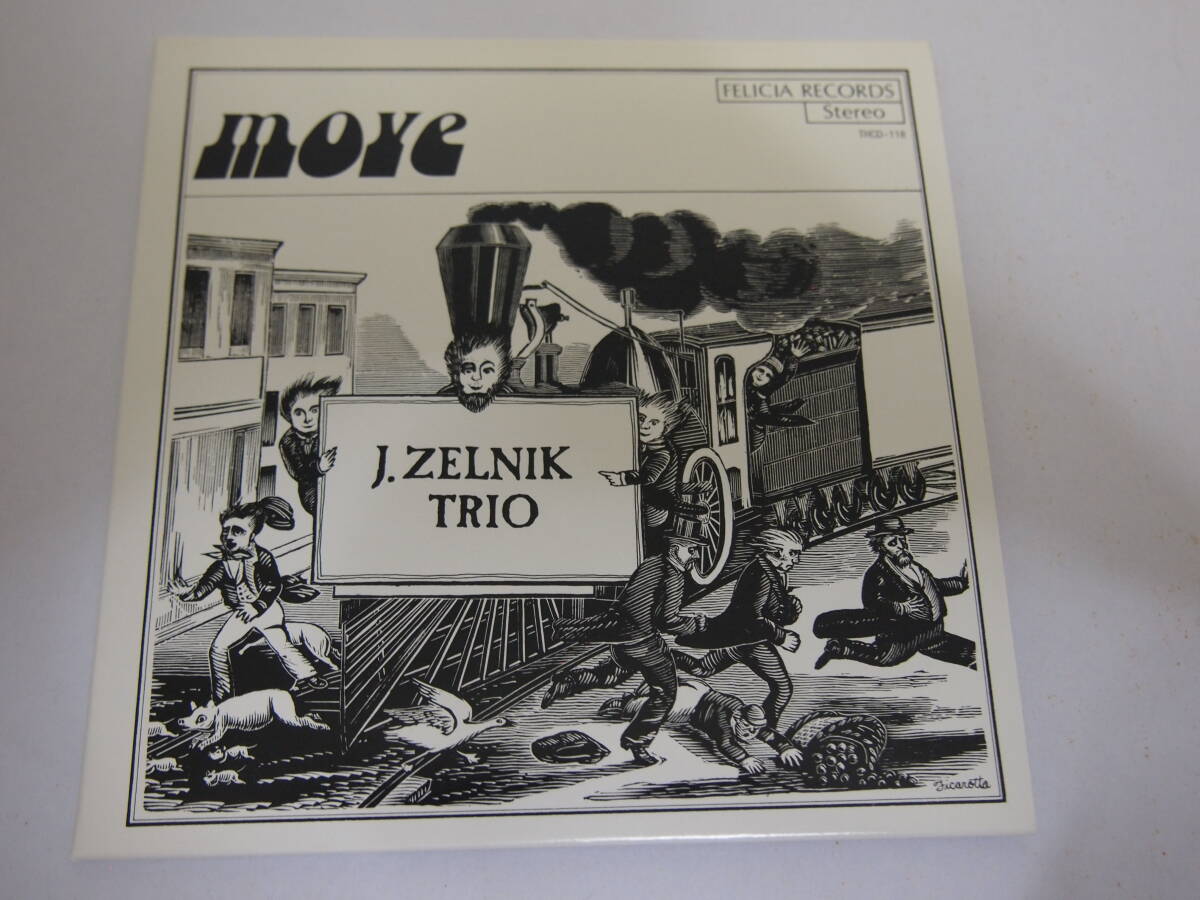 move
FELICIA RECORDS
Stereo
THCD-118
J. ZELNIK
TRIO
Ficarotta